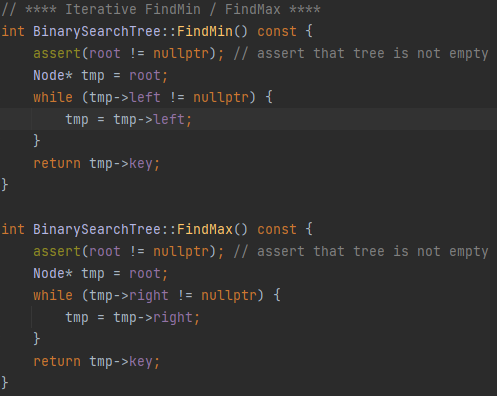 // **** Iterative FindMin / FindMax ****
int BinarySearchTree::FindMin() const {
    assert(root != nullptr); // assert that tree is not empty
    Node* tmp = root;
    while (tmp->left != nullptr) {
        tmp = tmp->left;
    }
    return tmp->key;
}

int BinarySearchTree::FindMax() const {
    assert(root != nullptr); // assert that tree is not empty
    Node* tmp = root;
    while (tmp->right != nullptr) {
        tmp = tmp->right;
    }
    return tmp->key;
}